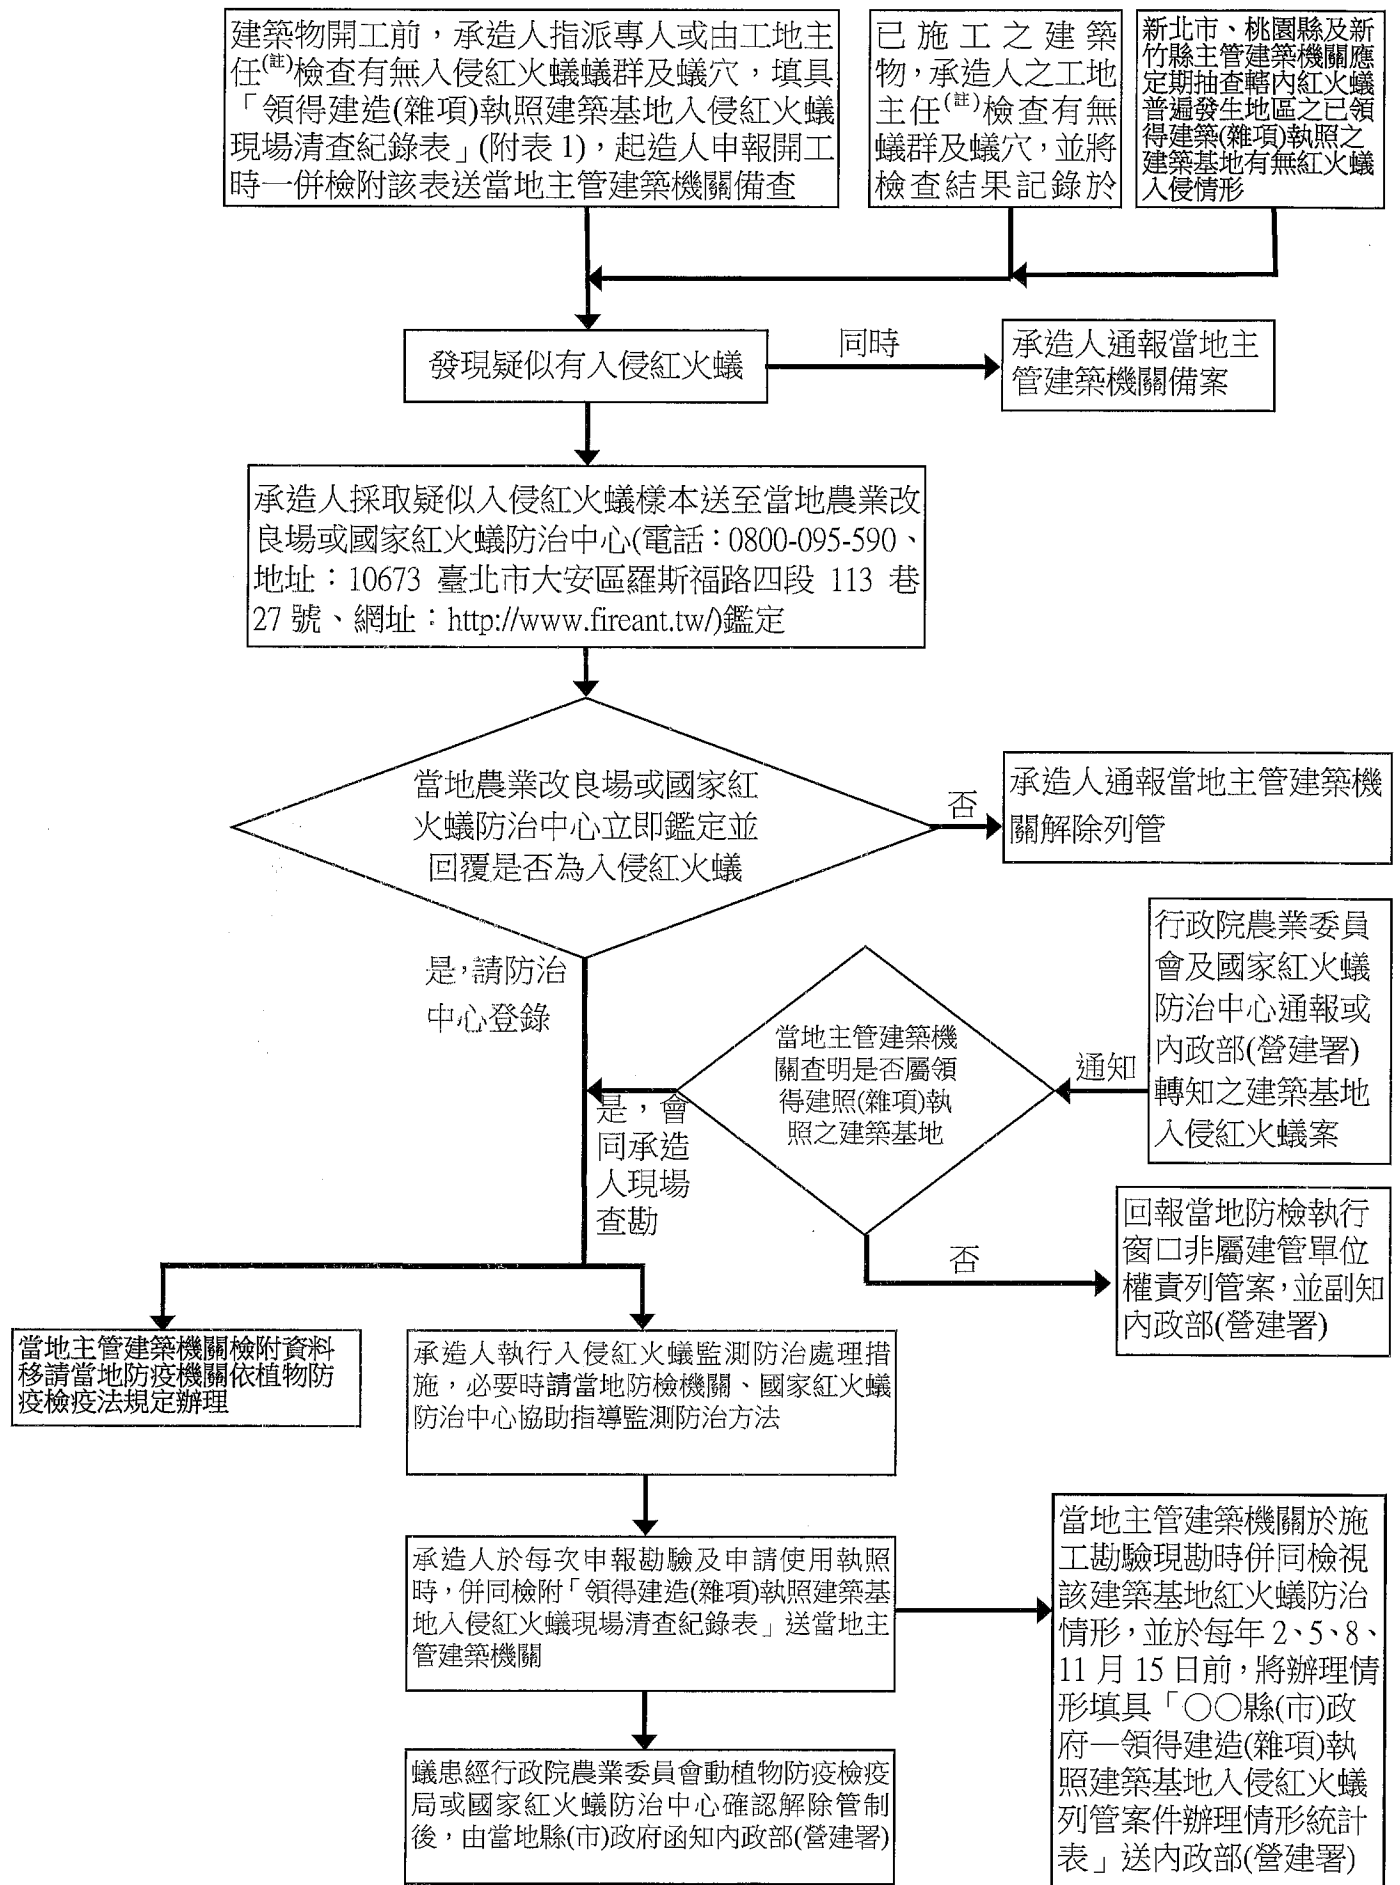 建築物開工前，承造人指派專人或由工地主
任(註)檢查有無入侵紅火蟻蟻群及蟻穴，填具
「領得建造(雜項)執照建築基地入侵紅火蟻
現場清查紀錄表」(附表 1)，起造人申報開工
時一併檢附該表送當地主管建築機關備查
已施工之建築
物，承造人之工地
主任(註)檢查有無
蟻群及蟻穴，並將
檢查結果記錄於
新北市、桃園縣及新
竹縣主管建築機關應
定期抽查轄內紅火蟻
普遍發生地區之已領
得建築(雜項)執照之
建築基地有無紅火蟻
入侵情形
發現疑似有入侵紅火蟻
同時
承造人通報當地主
管建築機關備案
承造人採取疑似入侵紅火蟻樣本送至當地農業改
良場或國家紅火蟻防治中心(電話：0800-095-590、
地址：10673 臺北市大安區羅斯福路四段 113 巷
27 號、網址：http://www.fireant.tw/)鑑定
當地農業改良場或國家紅
火蟻防治中心立即鑑定並
回覆是否為入侵紅火蟻
否
承造人通報當地主管建築機
關解除列管
是，請防治
中心登錄
行政院農業委員
會及國家紅火蟻
防治中心通報或
內政部(營建署)
轉知之建築基地
入侵紅火蟻案
通知
當地主管建築機
關查明是否屬領
得建照(雜項)執
照之建築基地
是，會
同承造
人現場
查勘
否
回報當地防檢執行
窗口非屬建管單位
權責列管案，並副知
內政部(營建署)
當地主管建築機關檢附資料
移請當地防疫機關依植物防
疫檢疫法規定辦理
承造人執行入侵紅火蟻監測防治處理措
施，必要時請當地防檢機關、國家紅火蟻
防治中心協助指導監測防治方法
承造人於每次申報勘驗及申請使用執照
時，併同檢附「領得建造(雜項)執照建築基
地入侵紅火蟻現場清查紀錄表」送當地主
管建築機關
當地主管建築機關於施
工勘驗現勘時併同檢視
該建築基地紅火蟻防治
情形，並於每年 2、5、8、
11 月 15 日前，將辦理情
形填具「○○縣(市)政
府—領得建造(雜項)執
照建築基地入侵紅火蟻
列管案件辦理情形統計
表」送內政部(營建署)
蟻患經行政院農業委員會動植物防疫檢疫
局或國家紅火蟻防治中心確認解除管制
後，由當地縣(市)政府函知內政部(營建署)